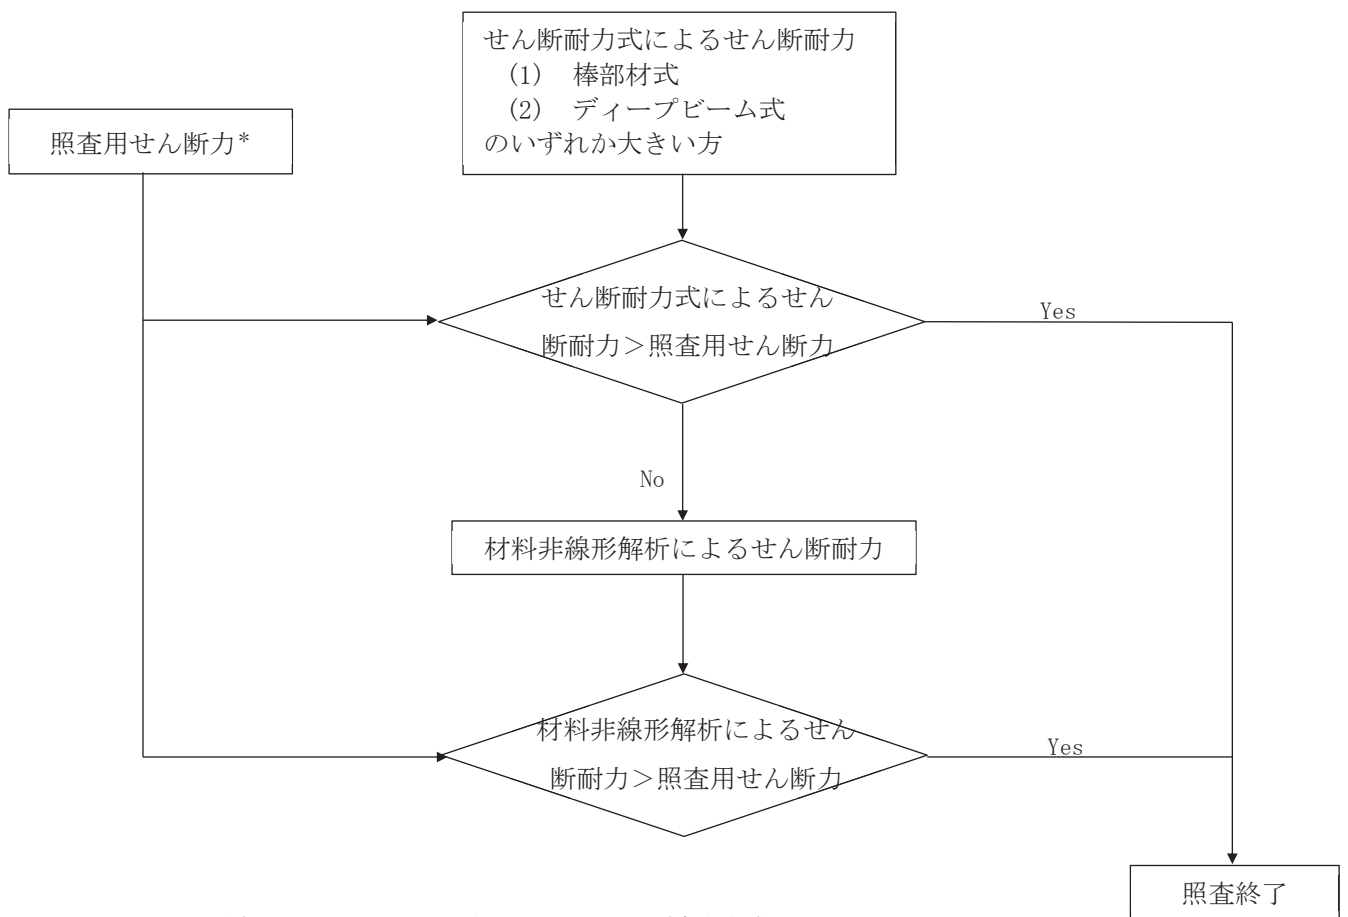 せん断耐力式によるせん断耐力
(1) 棒部材式
(2) ディープビーム式
のいずれか大きい方
照査用せん断力*
せん断耐力式によるせん
断耐力>照査用せん断力
Yes
No
材料非線形解析によるせん断耐力
材料非線形解析によるせん
断耐力>照査用せん断力
Yes
照査終了